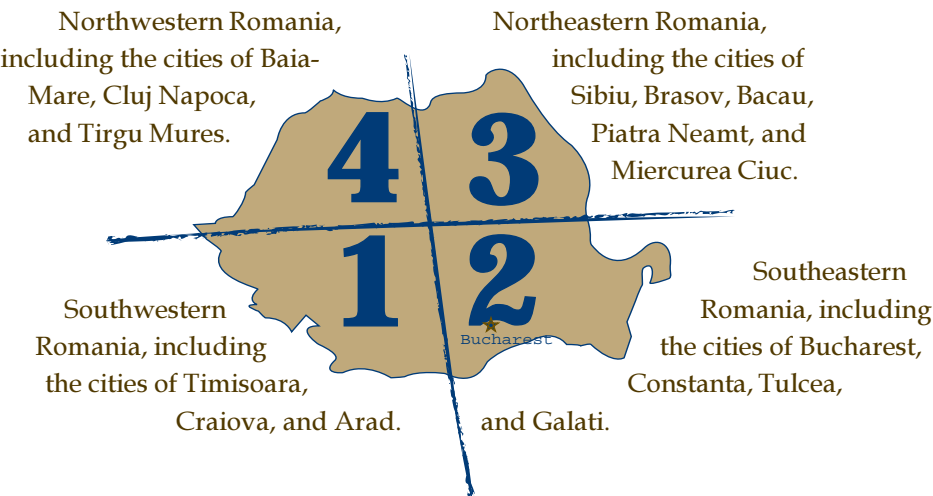 Northwestern Romania,
including the cities of Baia-
Mare, Cluj Napoca,
and Tirgu Mures.
Northeastern Romania,
including the cities of
Sibiu, Brasov, Bacau,
Piatra Neamt, and
Miercurea Ciuc.
4
3
1
2
Bucharest
Southwestern
Romania, including
the cities of Timisoara,
Craiova, and Arad.
Southeastern
Romania, including
the cities of Bucharest,
Constanta, Tulcea,
and Galati.